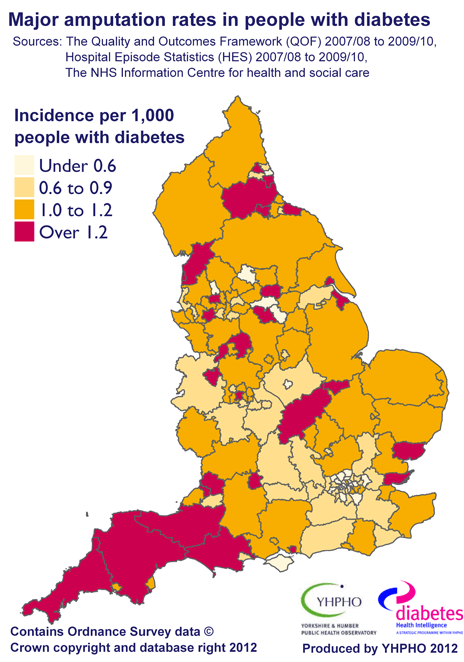 Major amputation rates in people with diabetes
Sources: The Quality and Outcomes Framework (QOF) 2007/08 to 2009/10,
Hospital Episode Statistics (HES) 2007/08 to 2009/10,
The NHS Information Centre for health and social care
Incidence per 1,000
people with diabetes
Under 0.6
0.6 to 0.9
1.0 to 1.2
Over 1.2
YHPHO
YORKSHIRE & HUMBER
PUBLIC HEALTH OBSERVATORY
diabetes
Health Intelligence
A STRATEGIC PROGRAMME WITHIN YHPHO
Contains Ordnance Survey data ©
Crown copyright and database right 2012
Produced by YHPHO 2012